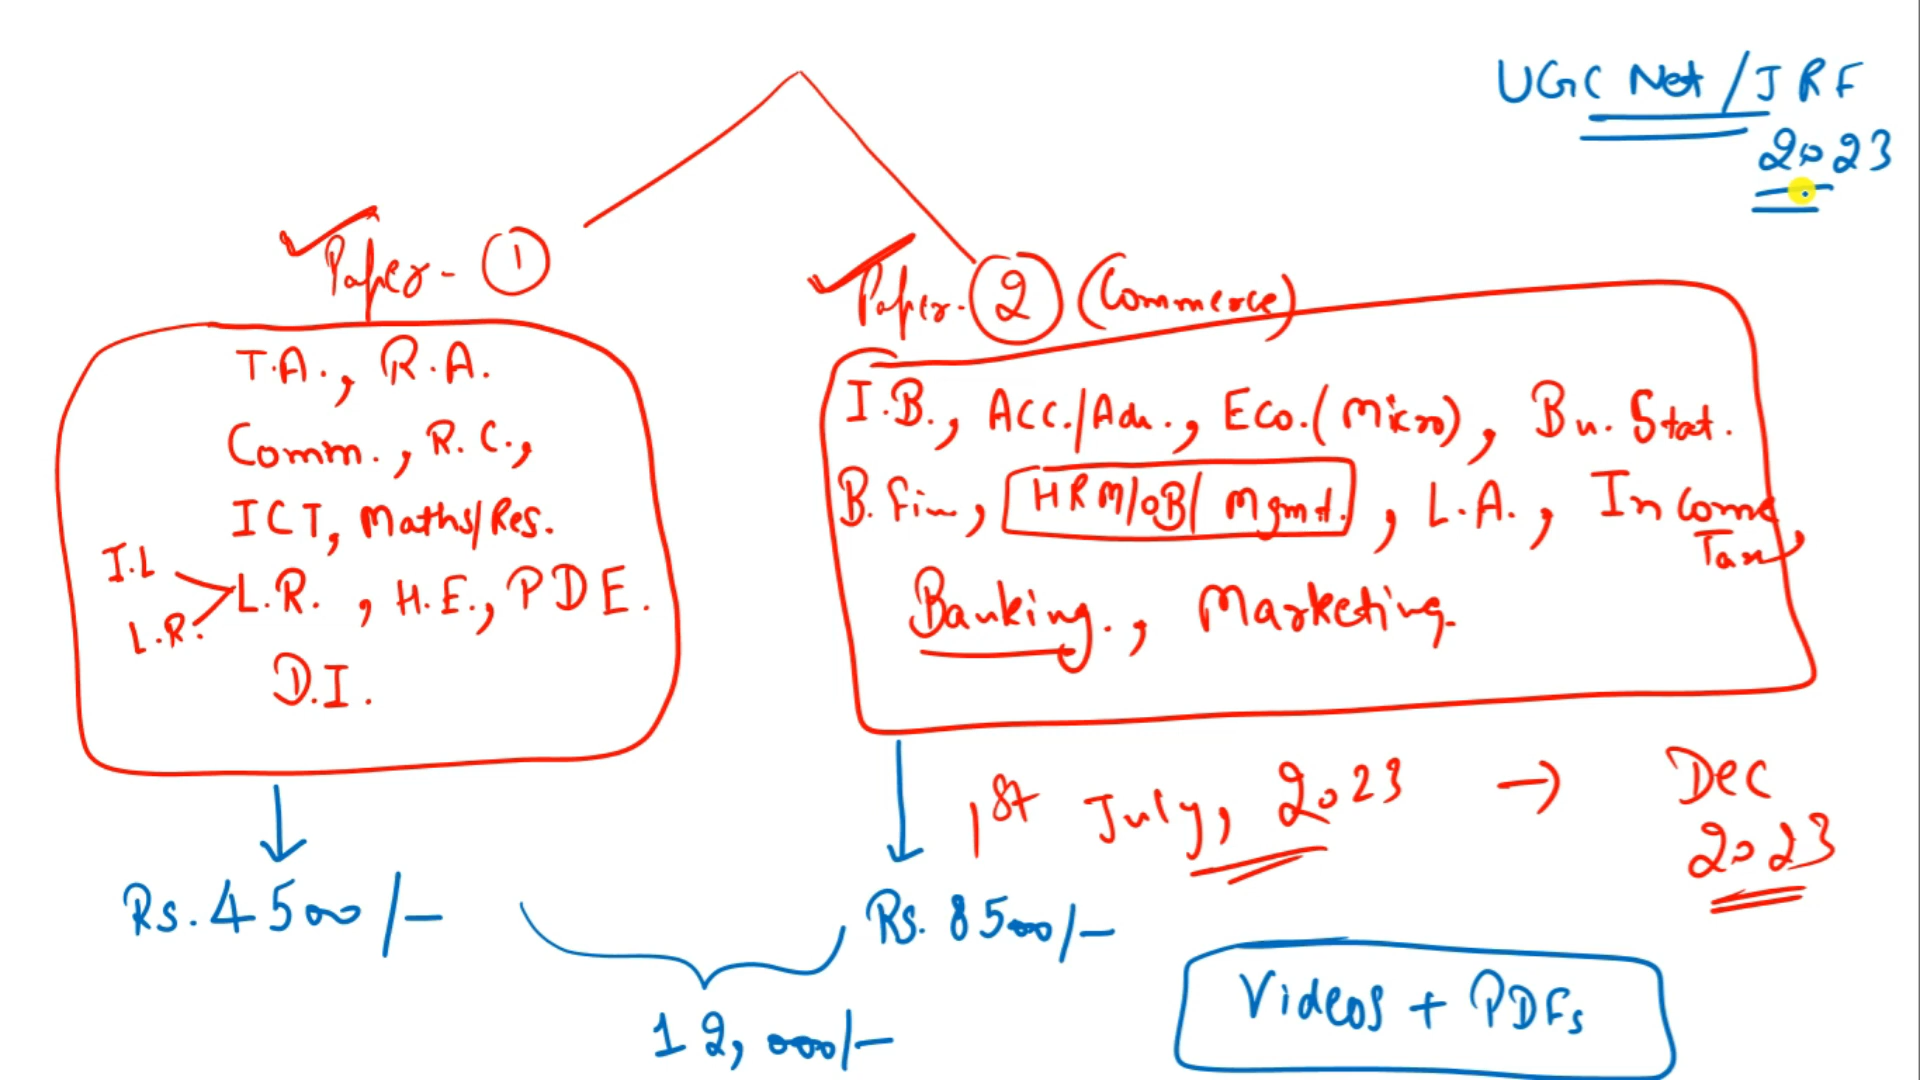 UGC Net/JRF
2023
Paper- 1
Paper- 2 (Commerce)
T.A., R.A.
Comm., R.C.,
ICT, Maths/Res.
I.L
L.R.
L.R. , H.E., PDE.
D.I.
I.B., Acc./Adu., Eco.(Micro), Bu. Stat.
B. Fin, HRM/OB/ Mgmt. , L.A., Income
Tax,
Banking., Marketing.
1st July, 2023 → Dec
2023
Rs. 4500/-
Rs. 8500/-
12,000/-
Videos + PDFs